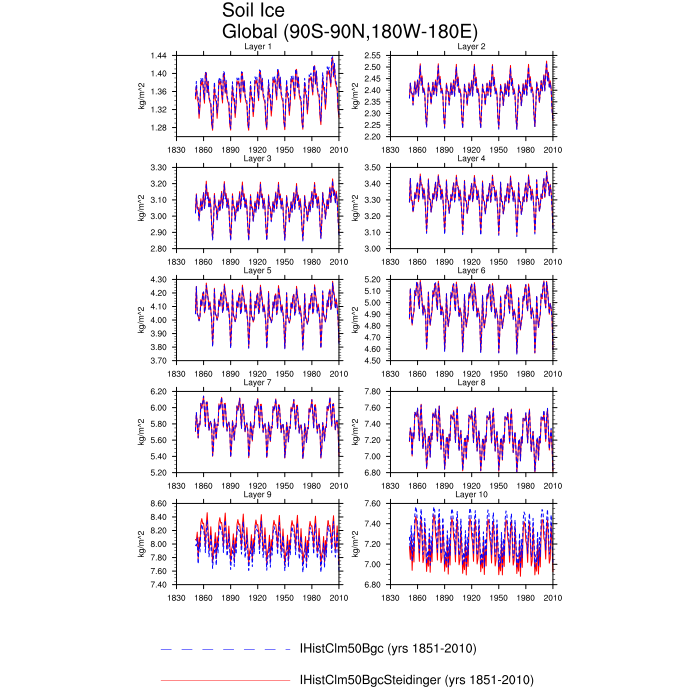 Soil Ice
Global (90S-90N,180W-180E)
Layer 1
Layer 2
1.44
1.40
1.36
1.32
1.28
kg/m^2
1830 1860 1890 1920 1950 1980 2010
2.55
2.50
2.45
2.40
2.35
2.30
2.25
2.20
kg/m^2
1830 1860 1890 1920 1950 1980 2010
Layer 3
Layer 4
3.30
3.20
3.10
3.00
2.90
2.80
kg/m^2
1830 1860 1890 1920 1950 1980 2010
3.50
3.40
3.30
3.20
3.10
3.00
kg/m^2
1830 1860 1890 1920 1950 1980 2010
Layer 5
Layer 6
4.30
4.20
4.10
4.00
3.90
3.80
3.70
kg/m^2
1830 1860 1890 1920 1950 1980 2010
5.20
5.10
5.00
4.90
4.80
4.70
4.60
4.50
kg/m^2
1830 1860 1890 1920 1950 1980 2010
Layer 7
Layer 8
6.20
6.00
5.80
5.60
5.40
5.20
kg/m^2
1830 1860 1890 1920 1950 1980 2010
7.80
7.60
7.40
7.20
7.00
6.80
kg/m^2
1830 1860 1890 1920 1950 1980 2010
Layer 9
Layer 10
8.60
8.40
8.20
8.00
7.80
7.60
7.40
kg/m^2
1830 1860 1890 1920 1950 1980 2010
7.60
7.40
7.20
7.00
6.80
kg/m^2
1830 1860 1890 1920 1950 1980 2010
IHistClm50Bgc (yrs 1851-2010)
IHistClm50BgcSteidinger (yrs 1851-2010)